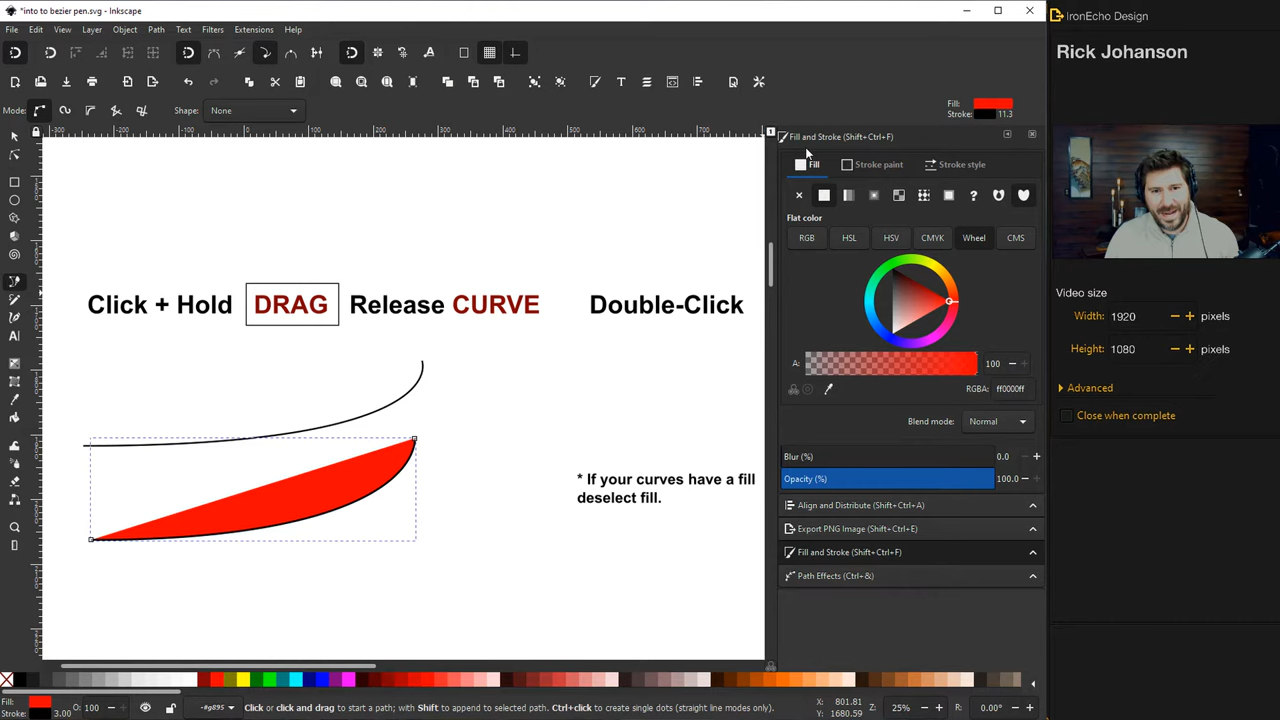 *into to bezier pen.svg - Inkscape
IronEcho Design
File Edit View Layer Object Path Text Filters Extensions Help
Rick Johanson
Mode: Shape: None
Fill:
Stroke: 11.3
Fill and Stroke (Shift+Ctrl+F)
Fill Stroke paint Stroke style
Flat color
RGB HSL HSV CMYK Wheel CMS
Click + Hold DRAG Release CURVE Double-Click
Video size
Width: 1920 pixels
Height: 1080 pixels
A: 100
RGBA: ff0000ff
Advanced
Close when complete
Blend mode: Normal
Blur (%) 0.0
Opacity (%) 100.0
* If your curves have a fill
deselect fill.
Align and Distribute (Shift+Ctrl+A)
Export PNG Image (Shift+Ctrl+E)
Fill and Stroke (Shift+Ctrl+F)
Path Effects (Ctrl+&)
Fill: O: 100 -#g895 Click or click and drag to start a path; with Shift to append to selected path. Ctrl+click to create single dots (straight line modes only). X: 801.81 Z: 25% R: 0.00°
Stroke: 3.00 Y: 1680.59